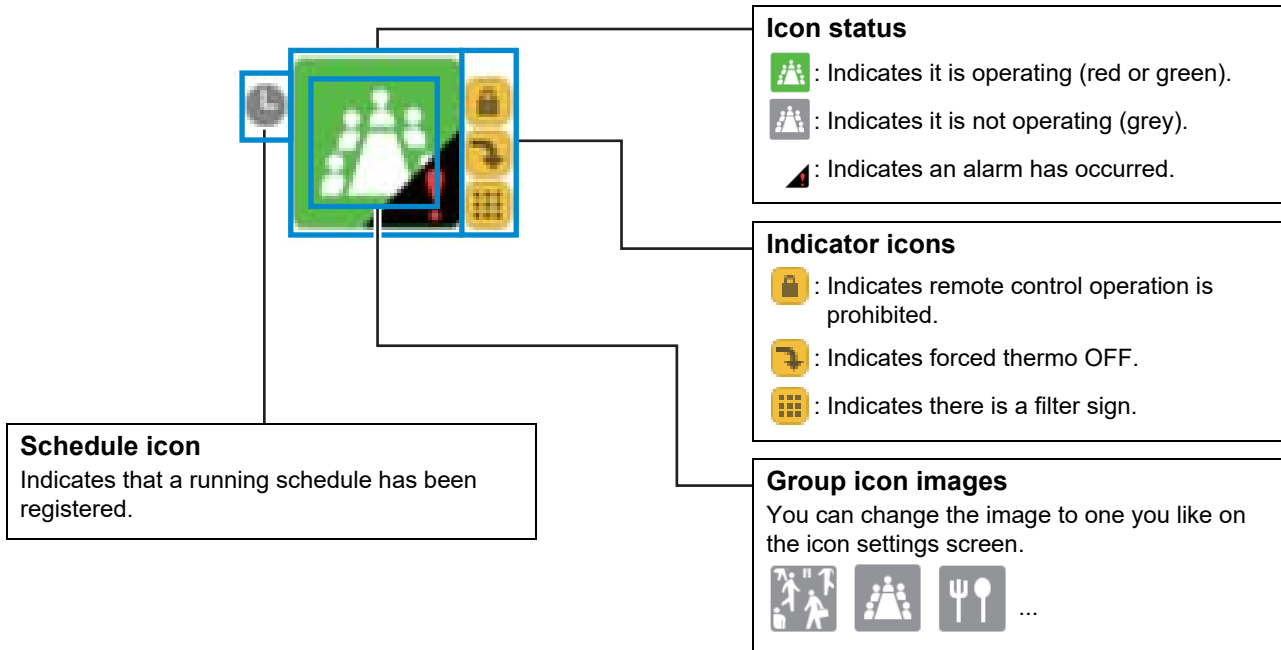 Icon status
: Indicates it is operating (red or green).
: Indicates it is not operating (grey).
: Indicates an alarm has occurred.
Indicator icons
: Indicates remote control operation is
prohibited.
: Indicates forced thermo OFF.
: Indicates there is a filter sign.
Schedule icon
Indicates that a running schedule has been
registered.
Group icon images
You can change the image to one you like on
the icon settings screen.
...